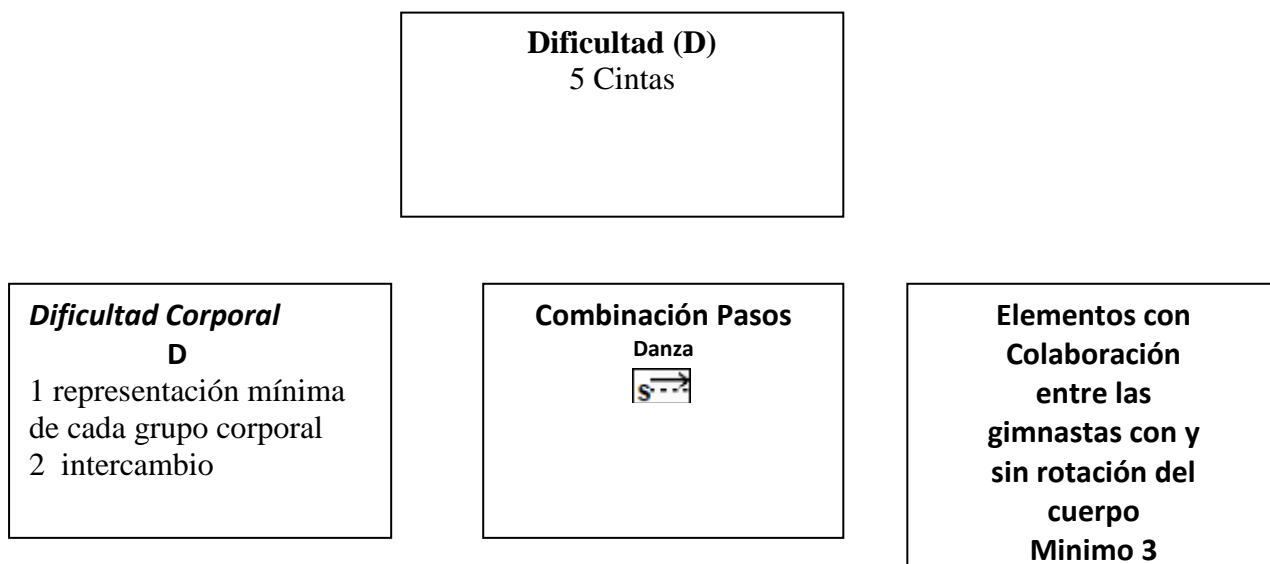 Dificultad (D)
5 Cintas
Dificultad Corporal
D
1 representación mínima
de cada grupo corporal
2 intercambio
Combinación Pasos
Danza
S
Elementos con
Colaboración
entre las
gimnastas con y
sin rotación del
cuerpo
Minimo 3